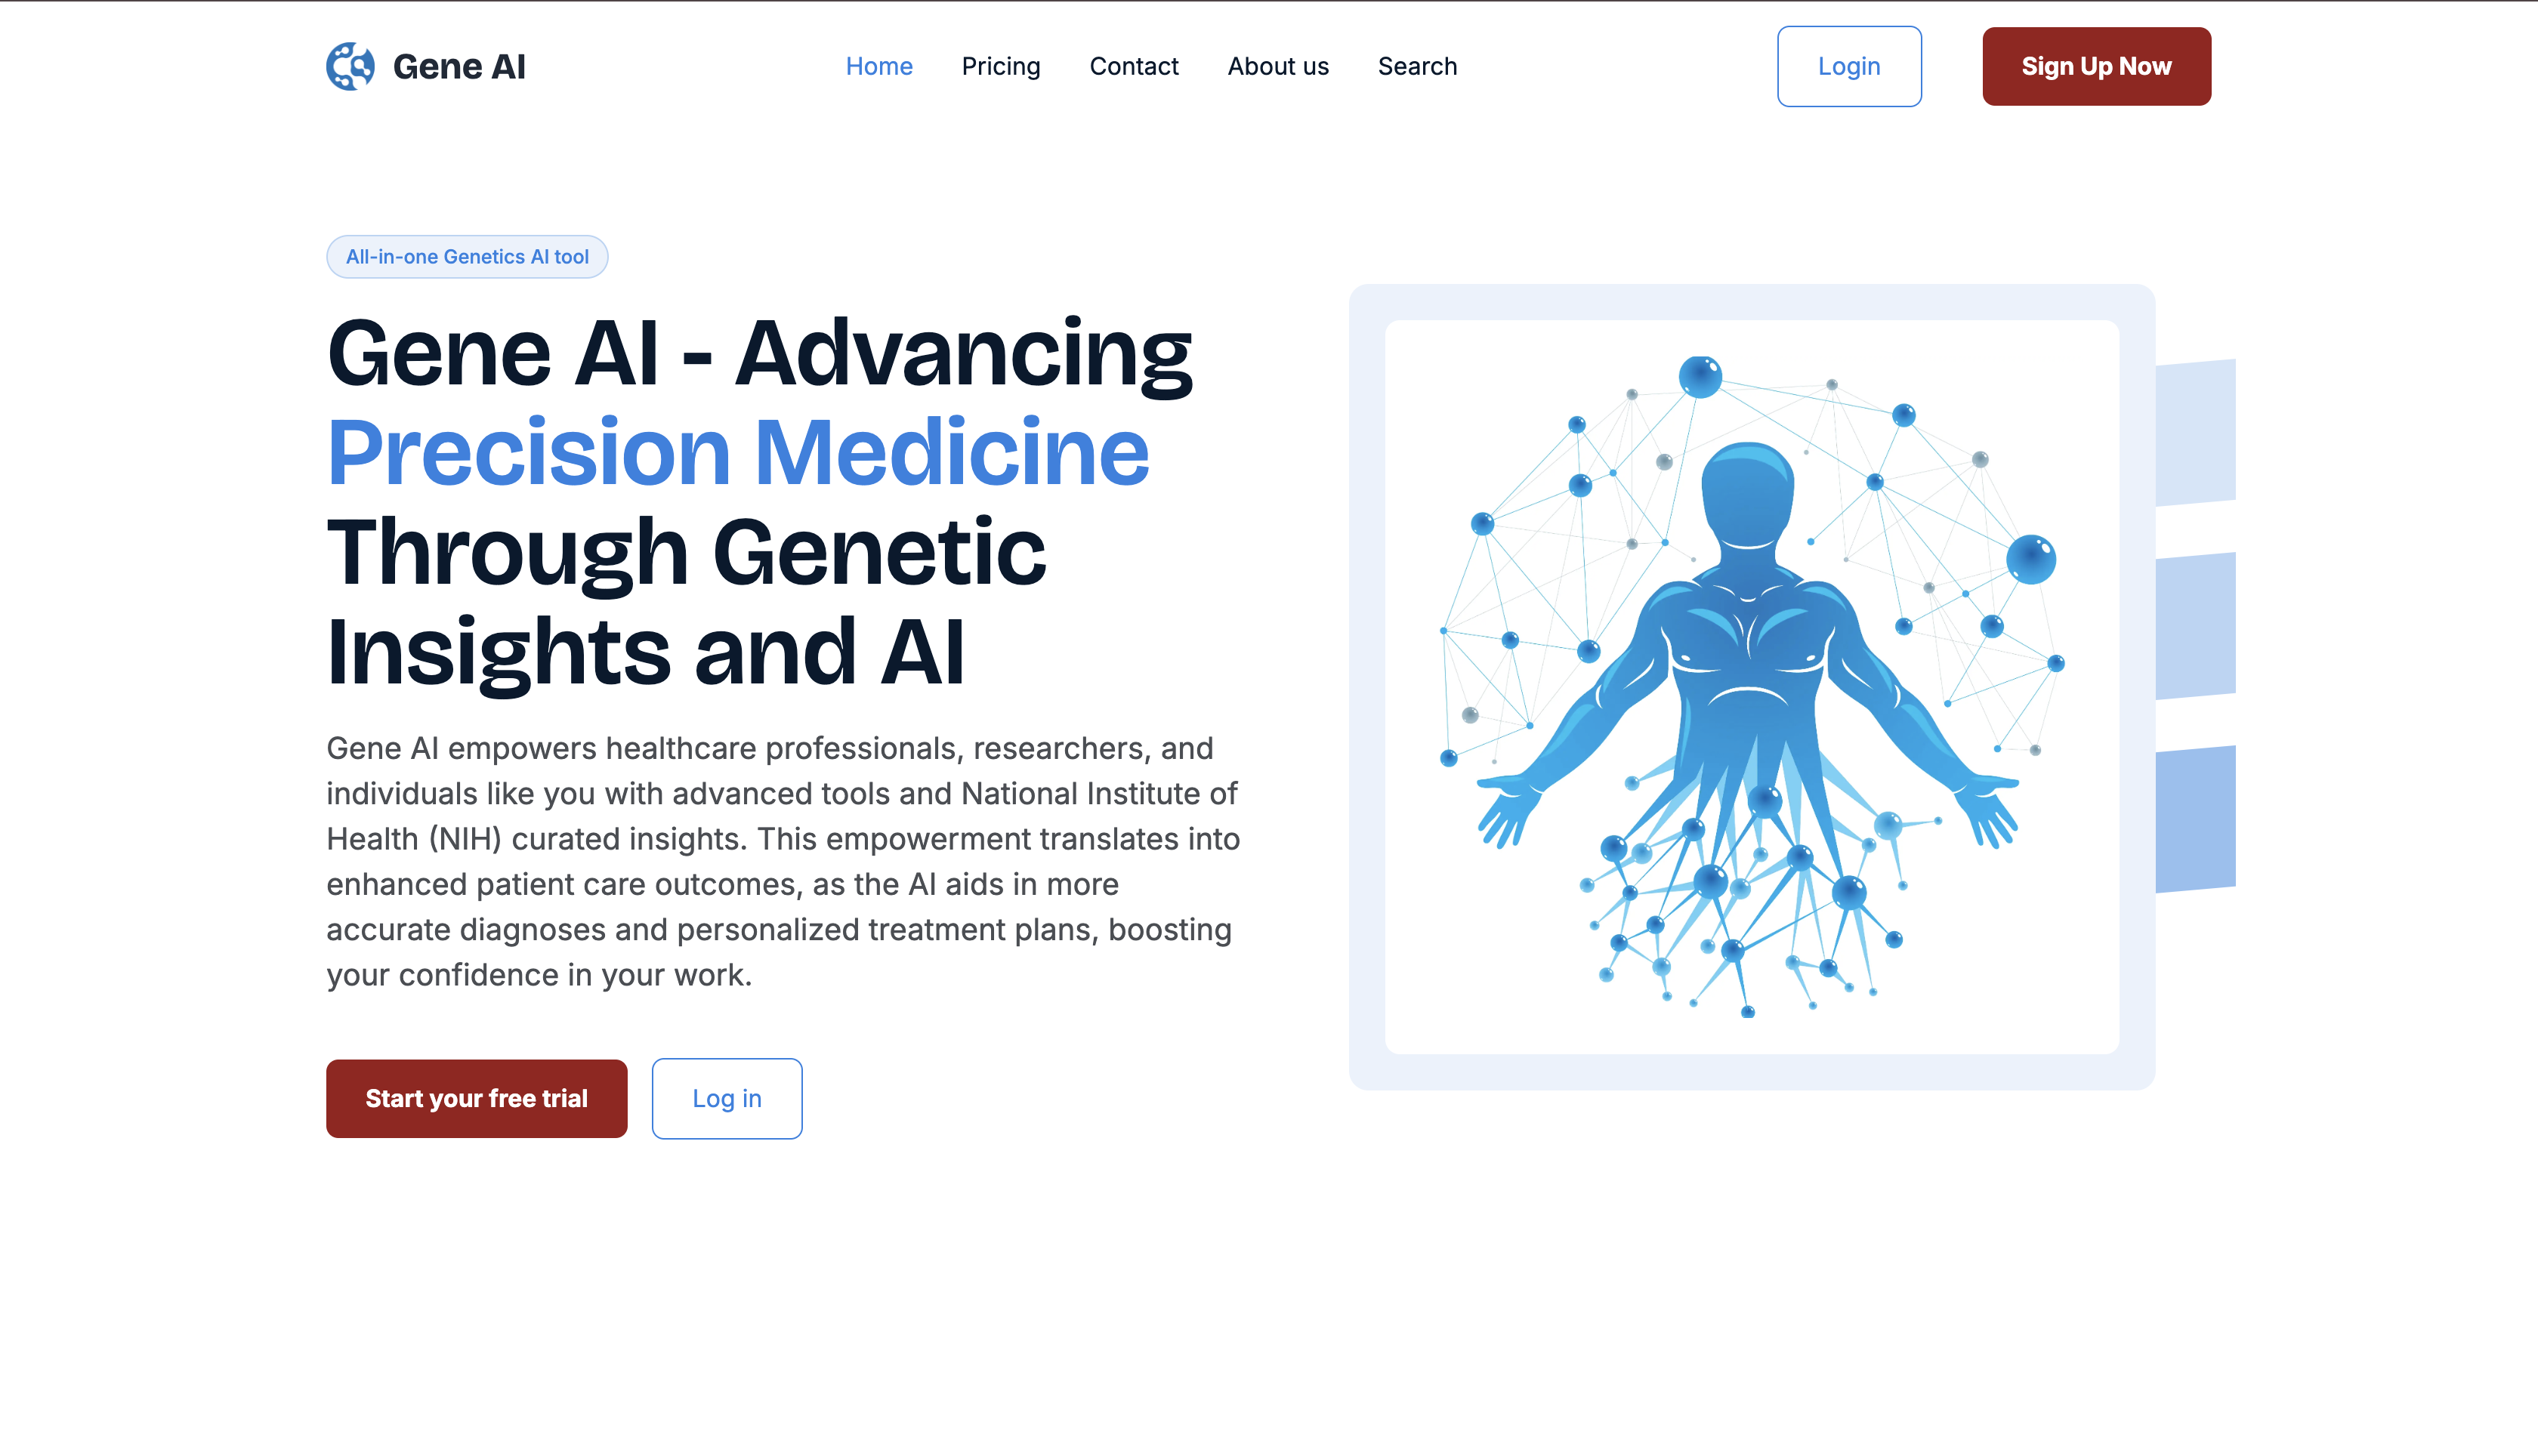 Gene AI
Home
Pricing
Contact
About us
Search
Login
Sign Up Now
All-in-one Genetics AI tool
Gene AI - Advancing
Precision Medicine
Through Genetic
Insights and AI
Gene AI empowers healthcare professionals, researchers, and
individuals like you with advanced tools and National Institute of
Health (NIH) curated insights. This empowerment translates into
enhanced patient care outcomes, as the AI aids in more
accurate diagnoses and personalized treatment plans, boosting
your confidence in your work.
Start your free trial
Log in